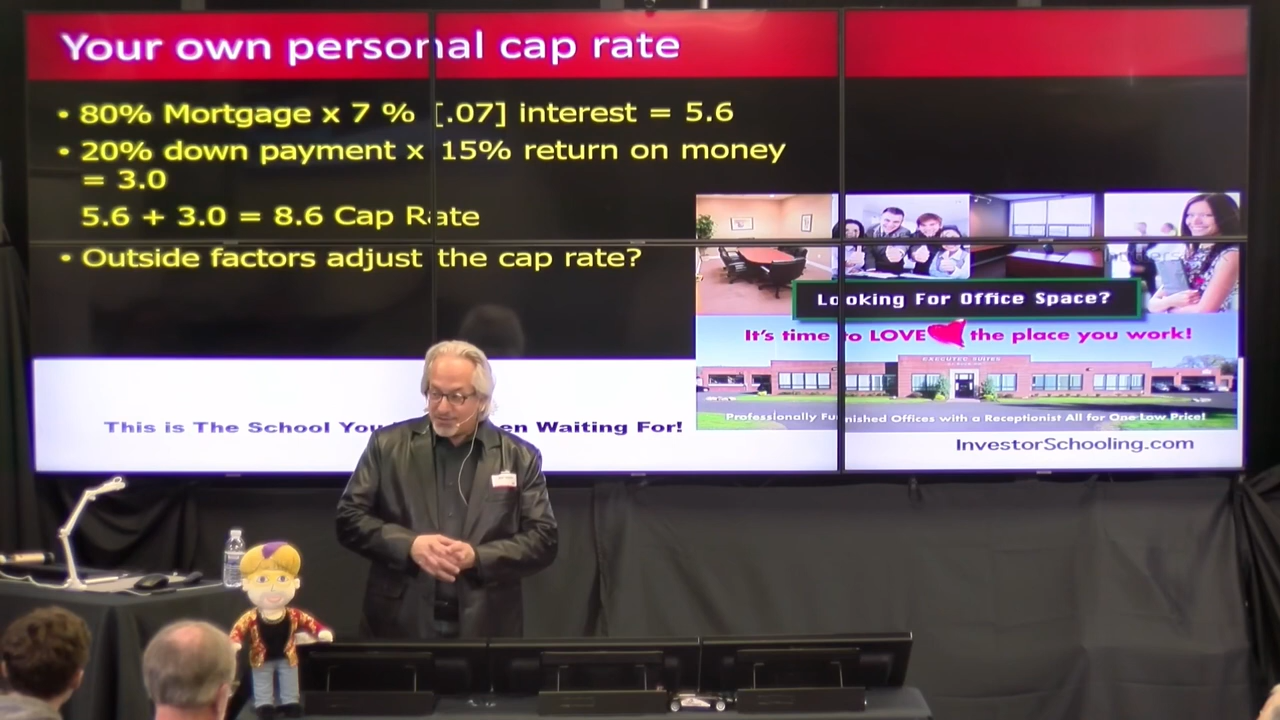 Your own personal cap rate
• 80% Mortgage x 7 % [.07] interest = 5.6
• 20% down payment x 15% return on money
= 3.0
5.6 + 3.0 = 8.6 Cap Rate
• Outside factors adjust the cap rate?
Looking For Office Space?
It's time to LOVE the place you work!
EXECUTIVE SUITES
Professionally Furnished Offices with a Receptionist All for One Low Price!
This is The School You en Waiting For!
InvestorSchooling.com